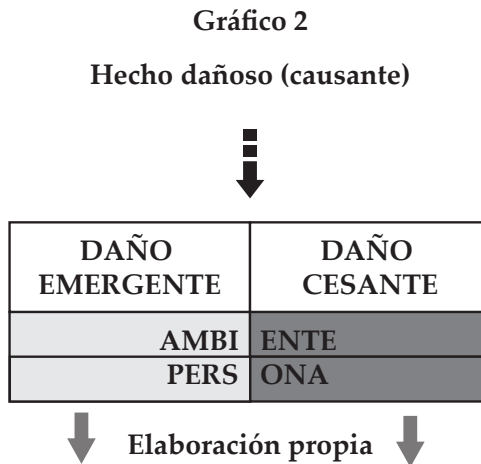 Gráfico 2
Hecho dañoso (causante)
DAÑO EMERGENTE
DAÑO CESANTE
AMBI ENTE
PERS ONA
Elaboración propia